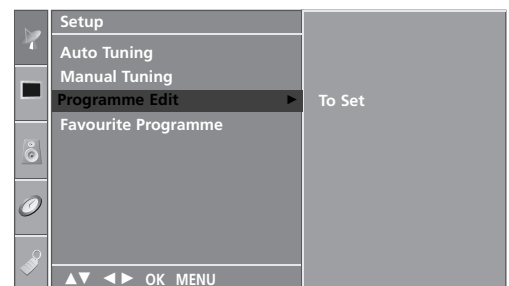 Setup
Auto Tuning
Manual Tuning
Programme Edit ► To Set
Favourite Programme
▲▼ ◄► OK MENU